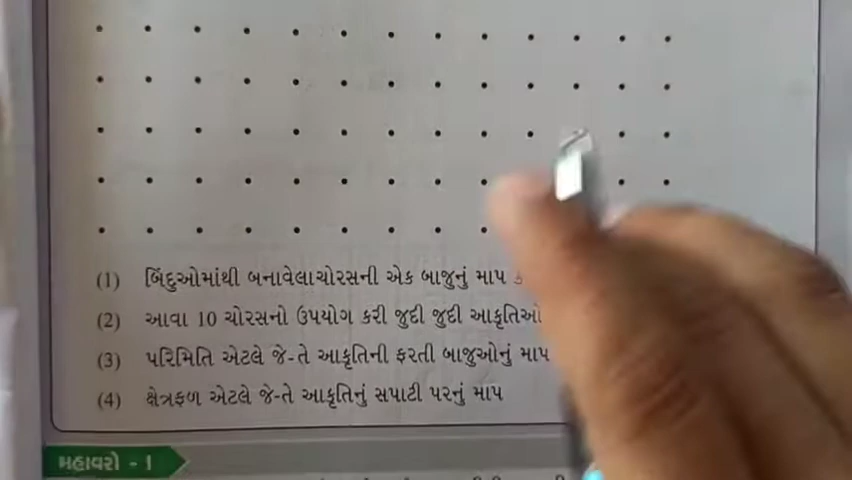 (1) બિંદુઓમાંથી બનાવેલાચોરસની એક બાજુનું માપ
(2) આવા 10 ચોરસનો ઉપયોગ કરી જુદી જુદી આકૃતિઓ
(3) પરિમિતિ એટલે જે-તે આકૃતિની ફરતી બાજુઓનું માપ
(4) ક્ષેત્રફળ એટલે જે-તે આકૃતિનું સપાટી પરનું માપ
મહાવરો - 1